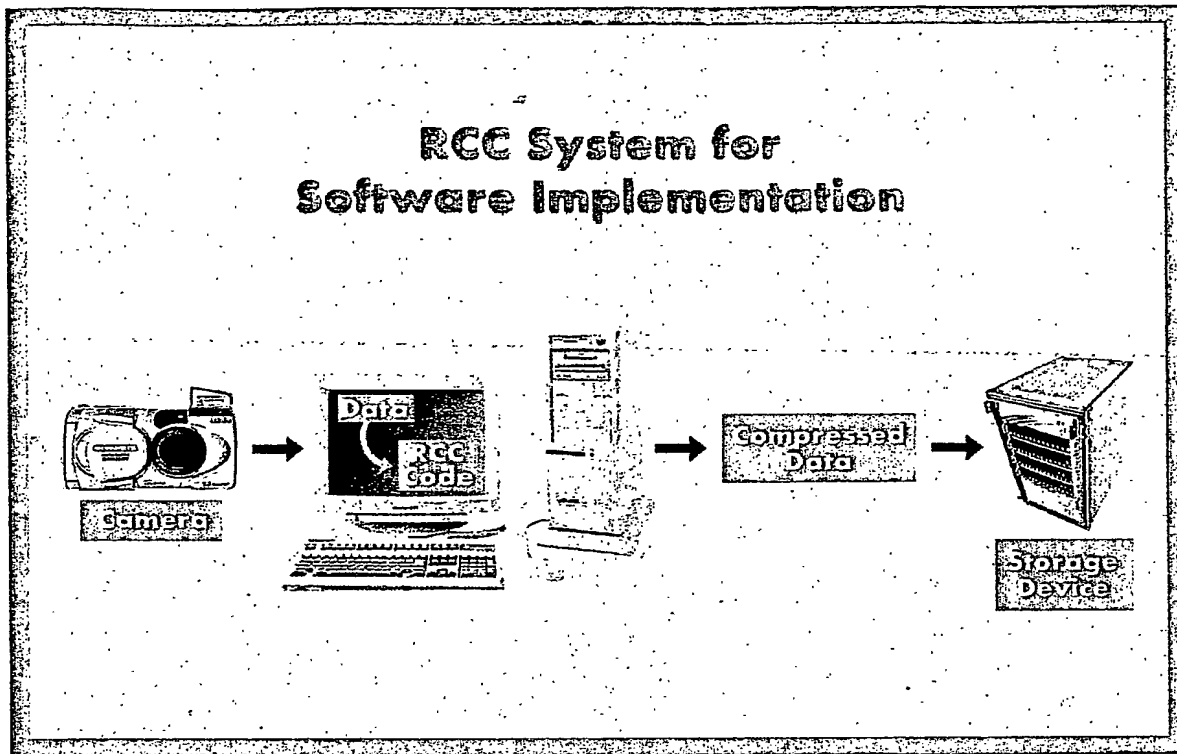 RCC System for
Software Implementation
Data
RCC
Code
Compressed
Data
Camera
Storage
Device